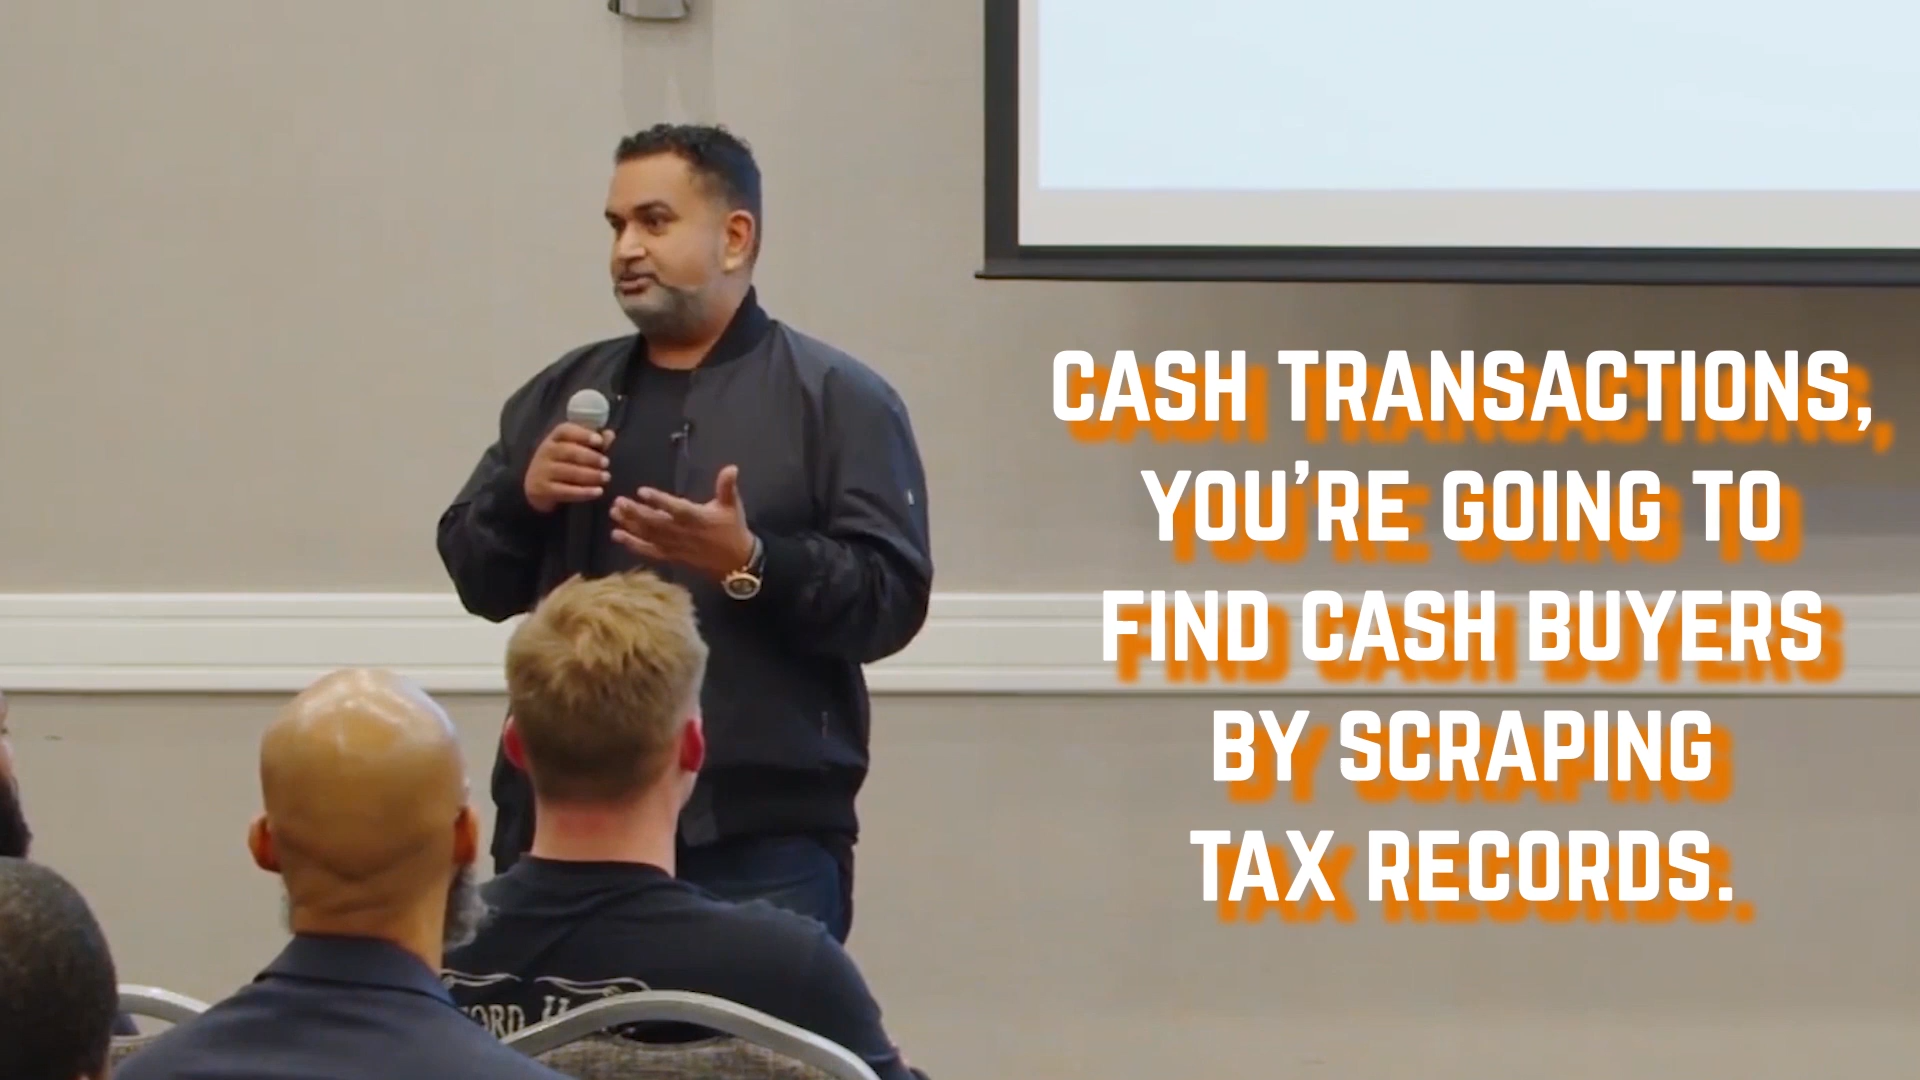 CASH TRANSACTIONS,
YOU'RE GOING TO
FIND CASH BUYERS
BY SCRAPING
TAX RECORDS.